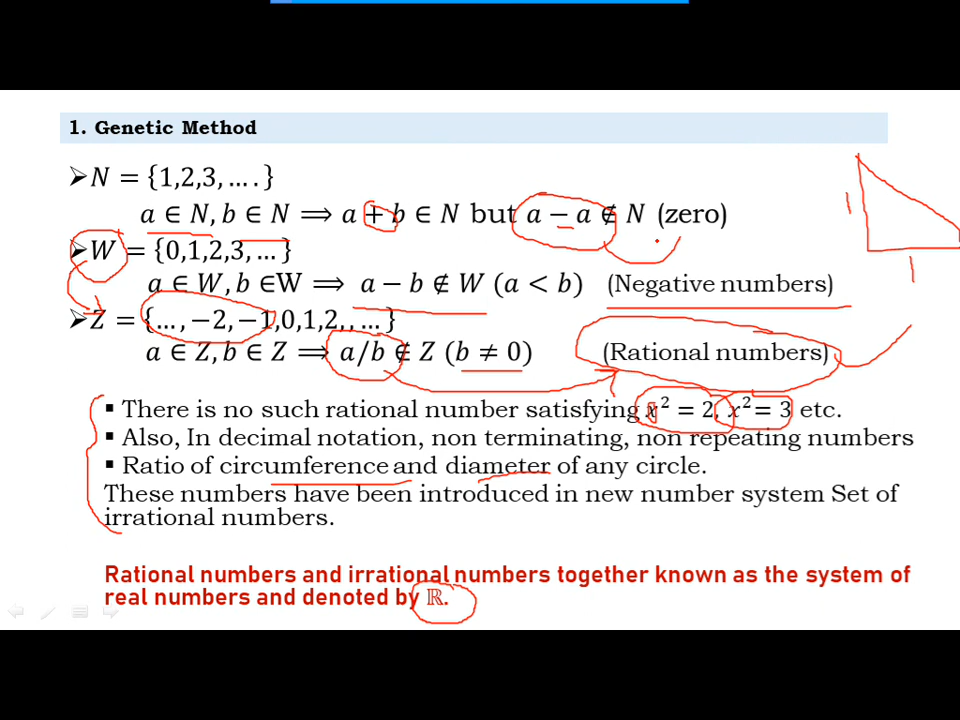 1. Genetic Method
➢N = {1,2,3, … . }
a ∈ N, b ∈ N ⟹ a + b ∈ N but a − a ∉ N (zero)
➢W = {0,1,2,3, … }
a ∈ W, b ∈W ⟹ a − b ∉ W (a < b) (Negative numbers)
➢Z = {… , −2, −1,0,1,2, , … }
a ∈ Z, b ∈ Z ⟹ a/b ∉ Z (b ≠ 0) (Rational numbers)
▪ There is no such rational number satisfying x² = 2, x² = 3 etc.
▪ Also, In decimal notation, non terminating, non repeating numbers
▪ Ratio of circumference and diameter of any circle.
These numbers have been introduced in new number system Set of
irrational numbers.
Rational numbers and irrational numbers together known as the system of
real numbers and denoted by ℝ.
1
1